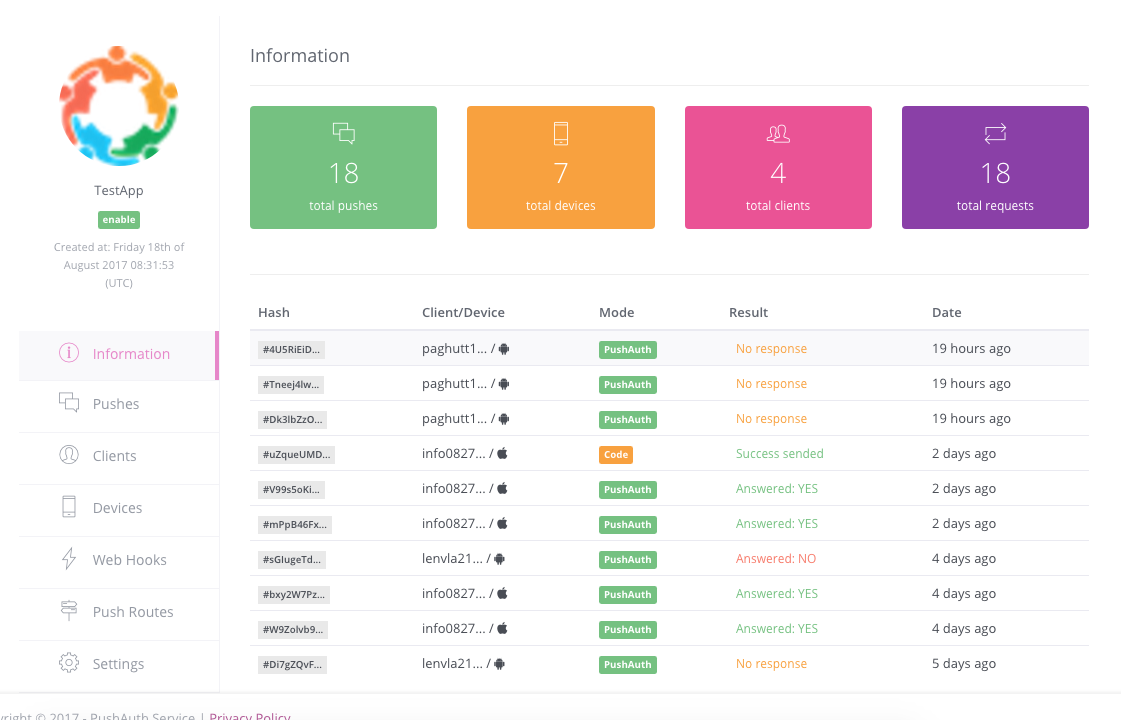 TestApp
enable
Created at: Friday 18th of
August 2017 08:31:53
(UTC)
Information
Pushes
Clients
Devices
Web Hooks
Push Routes
Settings
Information
18
total pushes
7
total devices
4
total clients
18
total requests
Hash Client/Device Mode Result Date
#4U5RiEiD... paghutt1... / PushAuth No response 19 hours ago
#Tneej4lw... paghutt1... / PushAuth No response 19 hours ago
#Dk3lbZzO... paghutt1... / PushAuth No response 19 hours ago
#uZqueUMD... info0827... / Code Success sended 2 days ago
#V99s5oKi... info0827... / PushAuth Answered: YES 2 days ago
#mPpB46Fx... info0827... / PushAuth Answered: YES 2 days ago
#sGIugeTd... lenvla21... / PushAuth Answered: NO 4 days ago
#bxy2W7Pz... info0827... / PushAuth Answered: YES 4 days ago
#W9Zolvb9... info0827... / PushAuth Answered: YES 4 days ago
#Di7gZQvF... lenvla21... / PushAuth No response 5 days ago
yright © 2017 - PushAuth Service | Privacy Policy